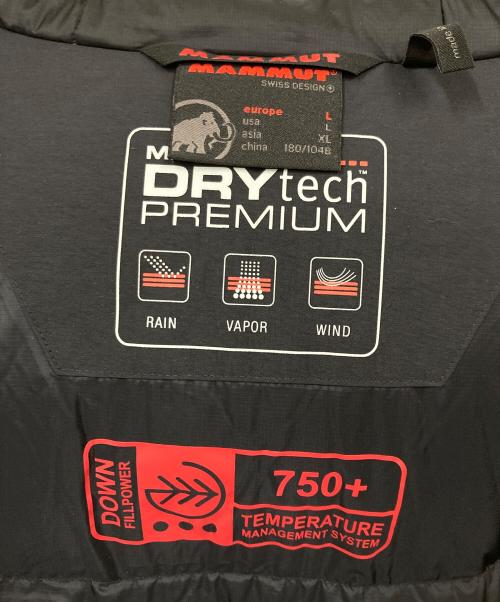 MAMMUT
MAMMUT
SWISS DESIGN
europe L
usa L
asia XL
china 180/104B
made
M
DRYtech™
PREMIUM
RAIN VAPOR WIND
DOWN
FILLPOWER
750+
TEMPERATURE
MANAGEMENT SYSTEM